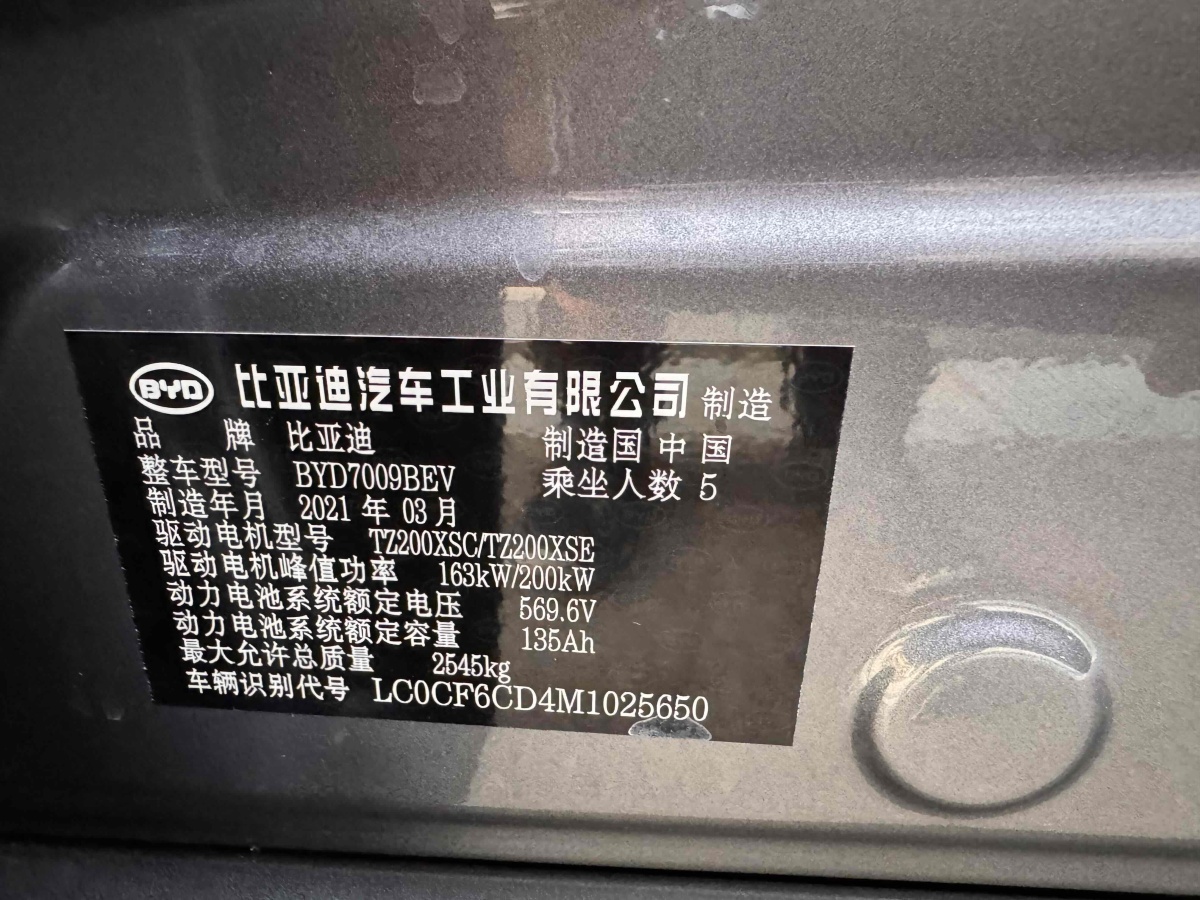 BYD 比亚迪汽车工业有限公司 制造
品 牌 比亚迪 制造国 中国
整车型号 BYD7009BEV 乘坐人数 5
制造年月 2021 年 03 月
驱动电机型号 TZ200XSC/TZ200XSE
驱动电机峰值功率 163kW/200kW
动力电池系统额定电压 569.6V
动力电池系统额定容量 135Ah
最大允许总质量 2545kg
车辆识别代号 LC0CF6CD4M1025650